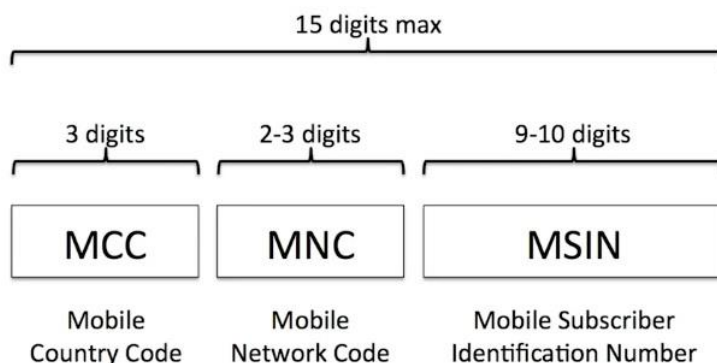 15 digits max
3 digits
2-3 digits
9-10 digits
MCC
MNC
MSIN
Mobile
Country Code
Mobile
Network Code
Mobile Subscriber
Identification Number